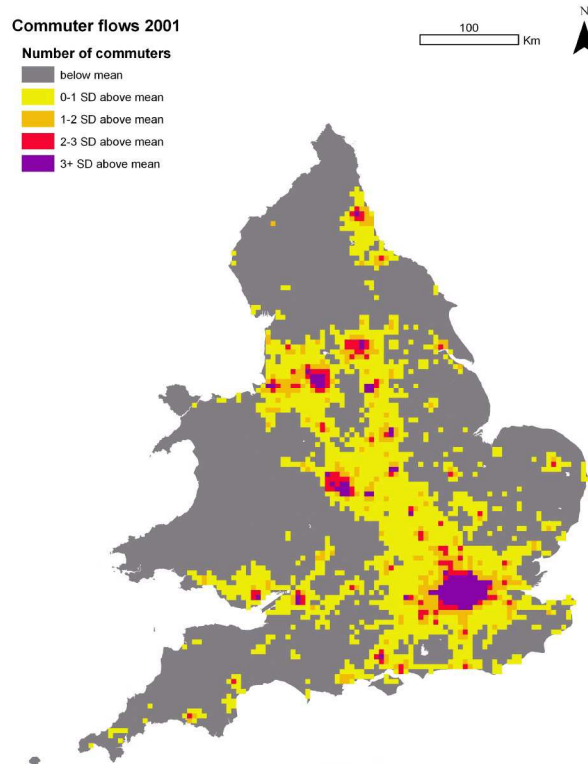 Commuter flows 2001
Number of commuters
below mean
0-1 SD above mean
1-2 SD above mean
2-3 SD above mean
3+ SD above mean
100
Km
N